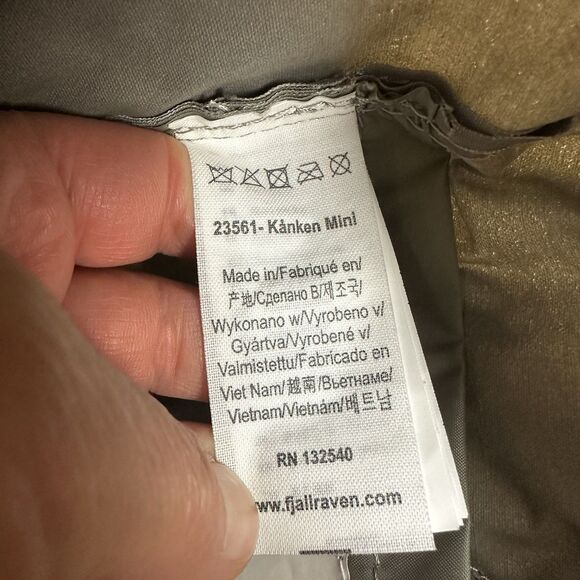 23561- Kånken Mini
Made in/Fabriqué en/
产地/Сделано В/제조국/
Wykonano w/Vyrobeno v/
Gyártva/Vyrobené v/
Vaimistettu/Fabricado en
Viet Nam/越南/Вьетнаме/
Vietnam/Vietnám/베트남
RN 132540
www.fjallraven.com